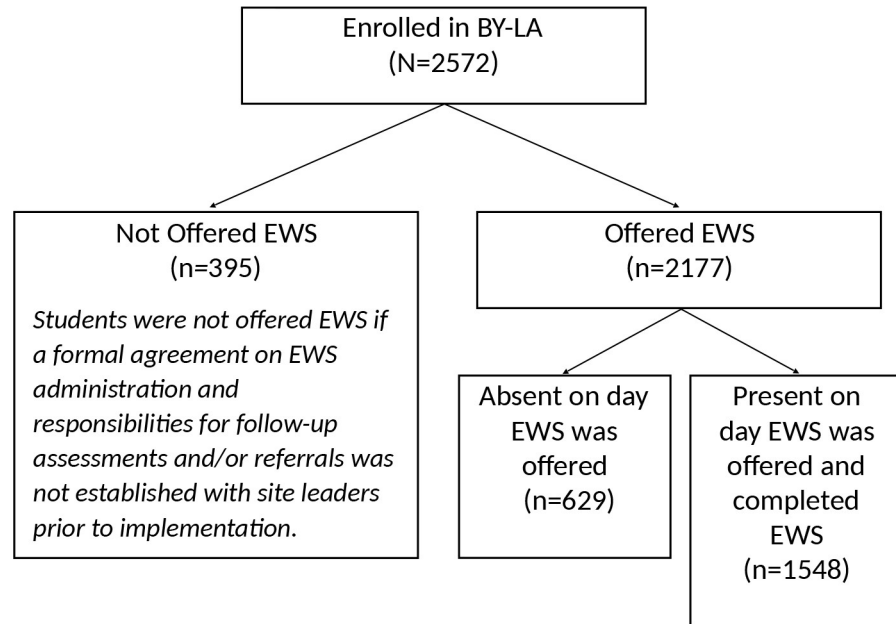 Enrolled in BY-LA
(N=2572)
Not Offered EWS
(n=395)
Students were not offered EWS if
a formal agreement on EWS
administration and
responsibilities for follow-up
assessments and/or referrals was
not established with site leaders
prior to implementation.
Offered EWS
(n=2177)
Absent on day
EWS was
offered
(n=629)
Present on
day EWS was
offered and
completed
EWS
(n=1548)